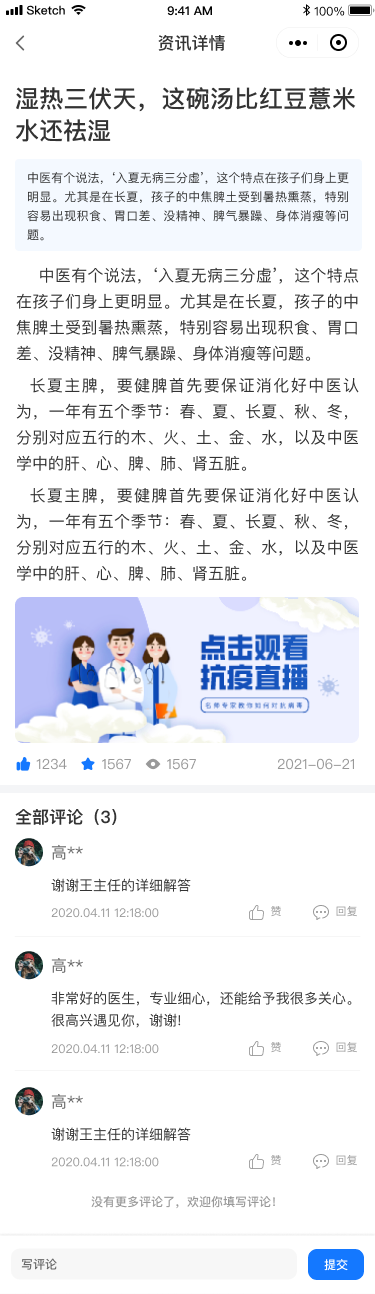 Sketch
9:41 AM
100%
资讯详情
湿热三伏天，这碗汤比红豆薏米
水还祛湿
中医有个说法，‘入夏无病三分虚’，这个特点在孩子们身上更
明显。尤其是在长夏，孩子的中焦脾土受到暑热熏蒸，特别
容易出现积食、胃口差、没精神、脾气暴躁、身体消瘦等问
题。
中医有个说法，‘入夏无病三分虚’，这个特点
在孩子们身上更明显。尤其是在长夏，孩子的中
焦脾土受到暑热熏蒸，特别容易出现积食、胃口
差、没精神、脾气暴躁、身体消瘦等问题。
长夏主脾，要健脾首先要保证消化好中医认
为，一年有五个季节：春、夏、长夏、秋、冬，
分别对应五行的木、火、土、金、水，以及中医
学中的肝、心、脾、肺、肾五脏。
长夏主脾，要健脾首先要保证消化好中医认
为，一年有五个季节：春、夏、长夏、秋、冬，
分别对应五行的木、火、土、金、水，以及中医
学中的肝、心、脾、肺、肾五脏。
点击观看
抗疫直播
名师专家教你如何对抗病毒
1234 1567 1567 2021-06-21
全部评论（3）
高**
谢谢王主任的详细解答
2020.04.11 12:18:00 赞 回复
高**
非常好的医生，专业细心，还能给予我很多关心。
很高兴遇见你，谢谢!
2020.04.11 12:18:00 赞 回复
高**
谢谢王主任的详细解答
2020.04.11 12:18:00 赞 回复
没有更多评论了，欢迎你填写评论！
写评论 提交